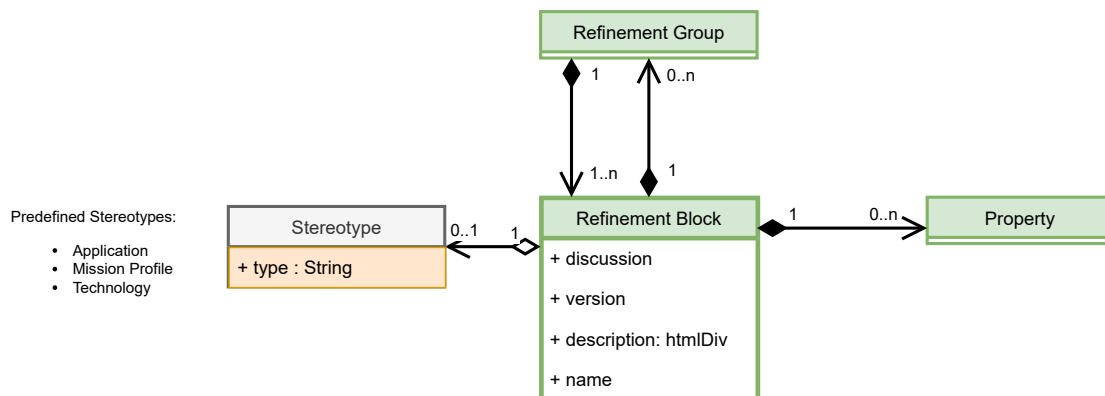 Refinement Group
1
0..n
1..n
1
Predefined Stereotypes:
Application
Mission Profile
Technology
Stereotype
+ type : String
0..1
1
Refinement Block
+ discussion
+ version
+ description: htmlDiv
+ name
1
0..n
Property